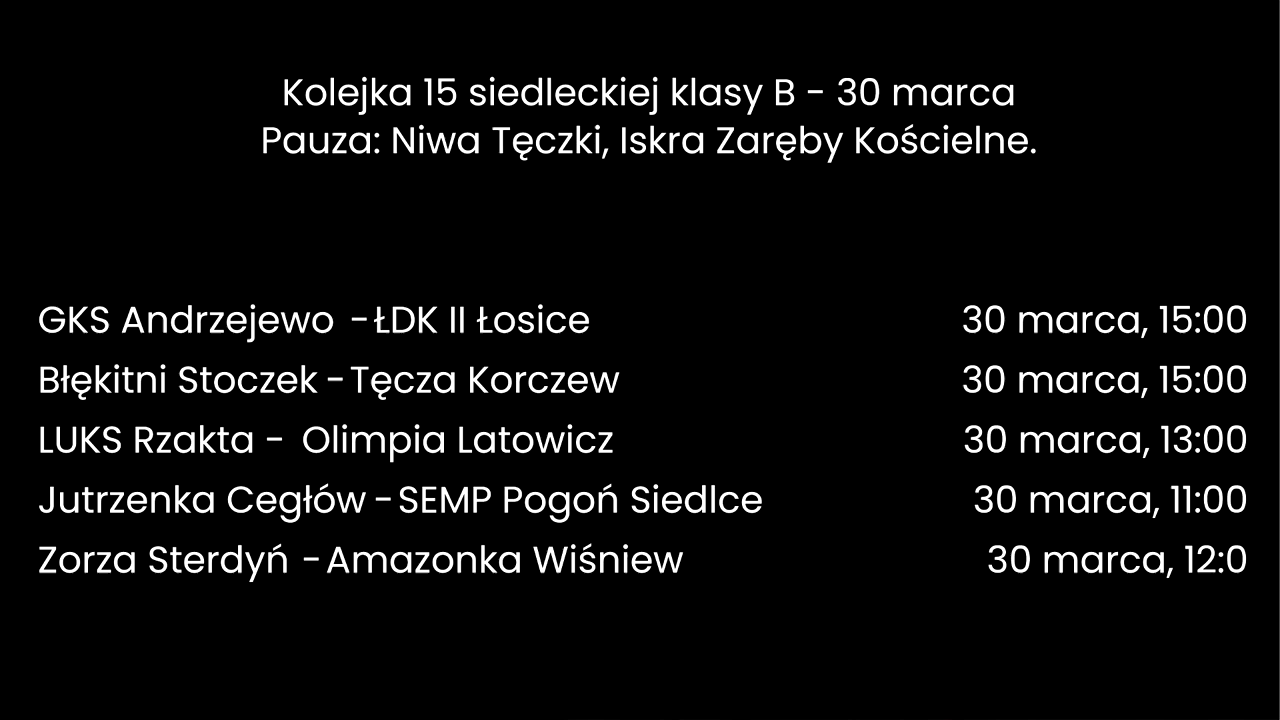 Kolejka 15 siedleckiej klasy B - 30 marca
Pauza: Niwa Tęczki, Iskra Zaręby Kościelne.
GKS Andrzejewo - ŁDK II Łosice 30 marca, 15:00
Błękitni Stoczek - Tęcza Korczew 30 marca, 15:00
LUKS Rzakta - Olimpia Latowicz 30 marca, 13:00
Jutrzenka Cegłów - SEMP Pogoń Siedlce 30 marca, 11:00
Zorza Sterdyń - Amazonka Wiśniew 30 marca, 12:0